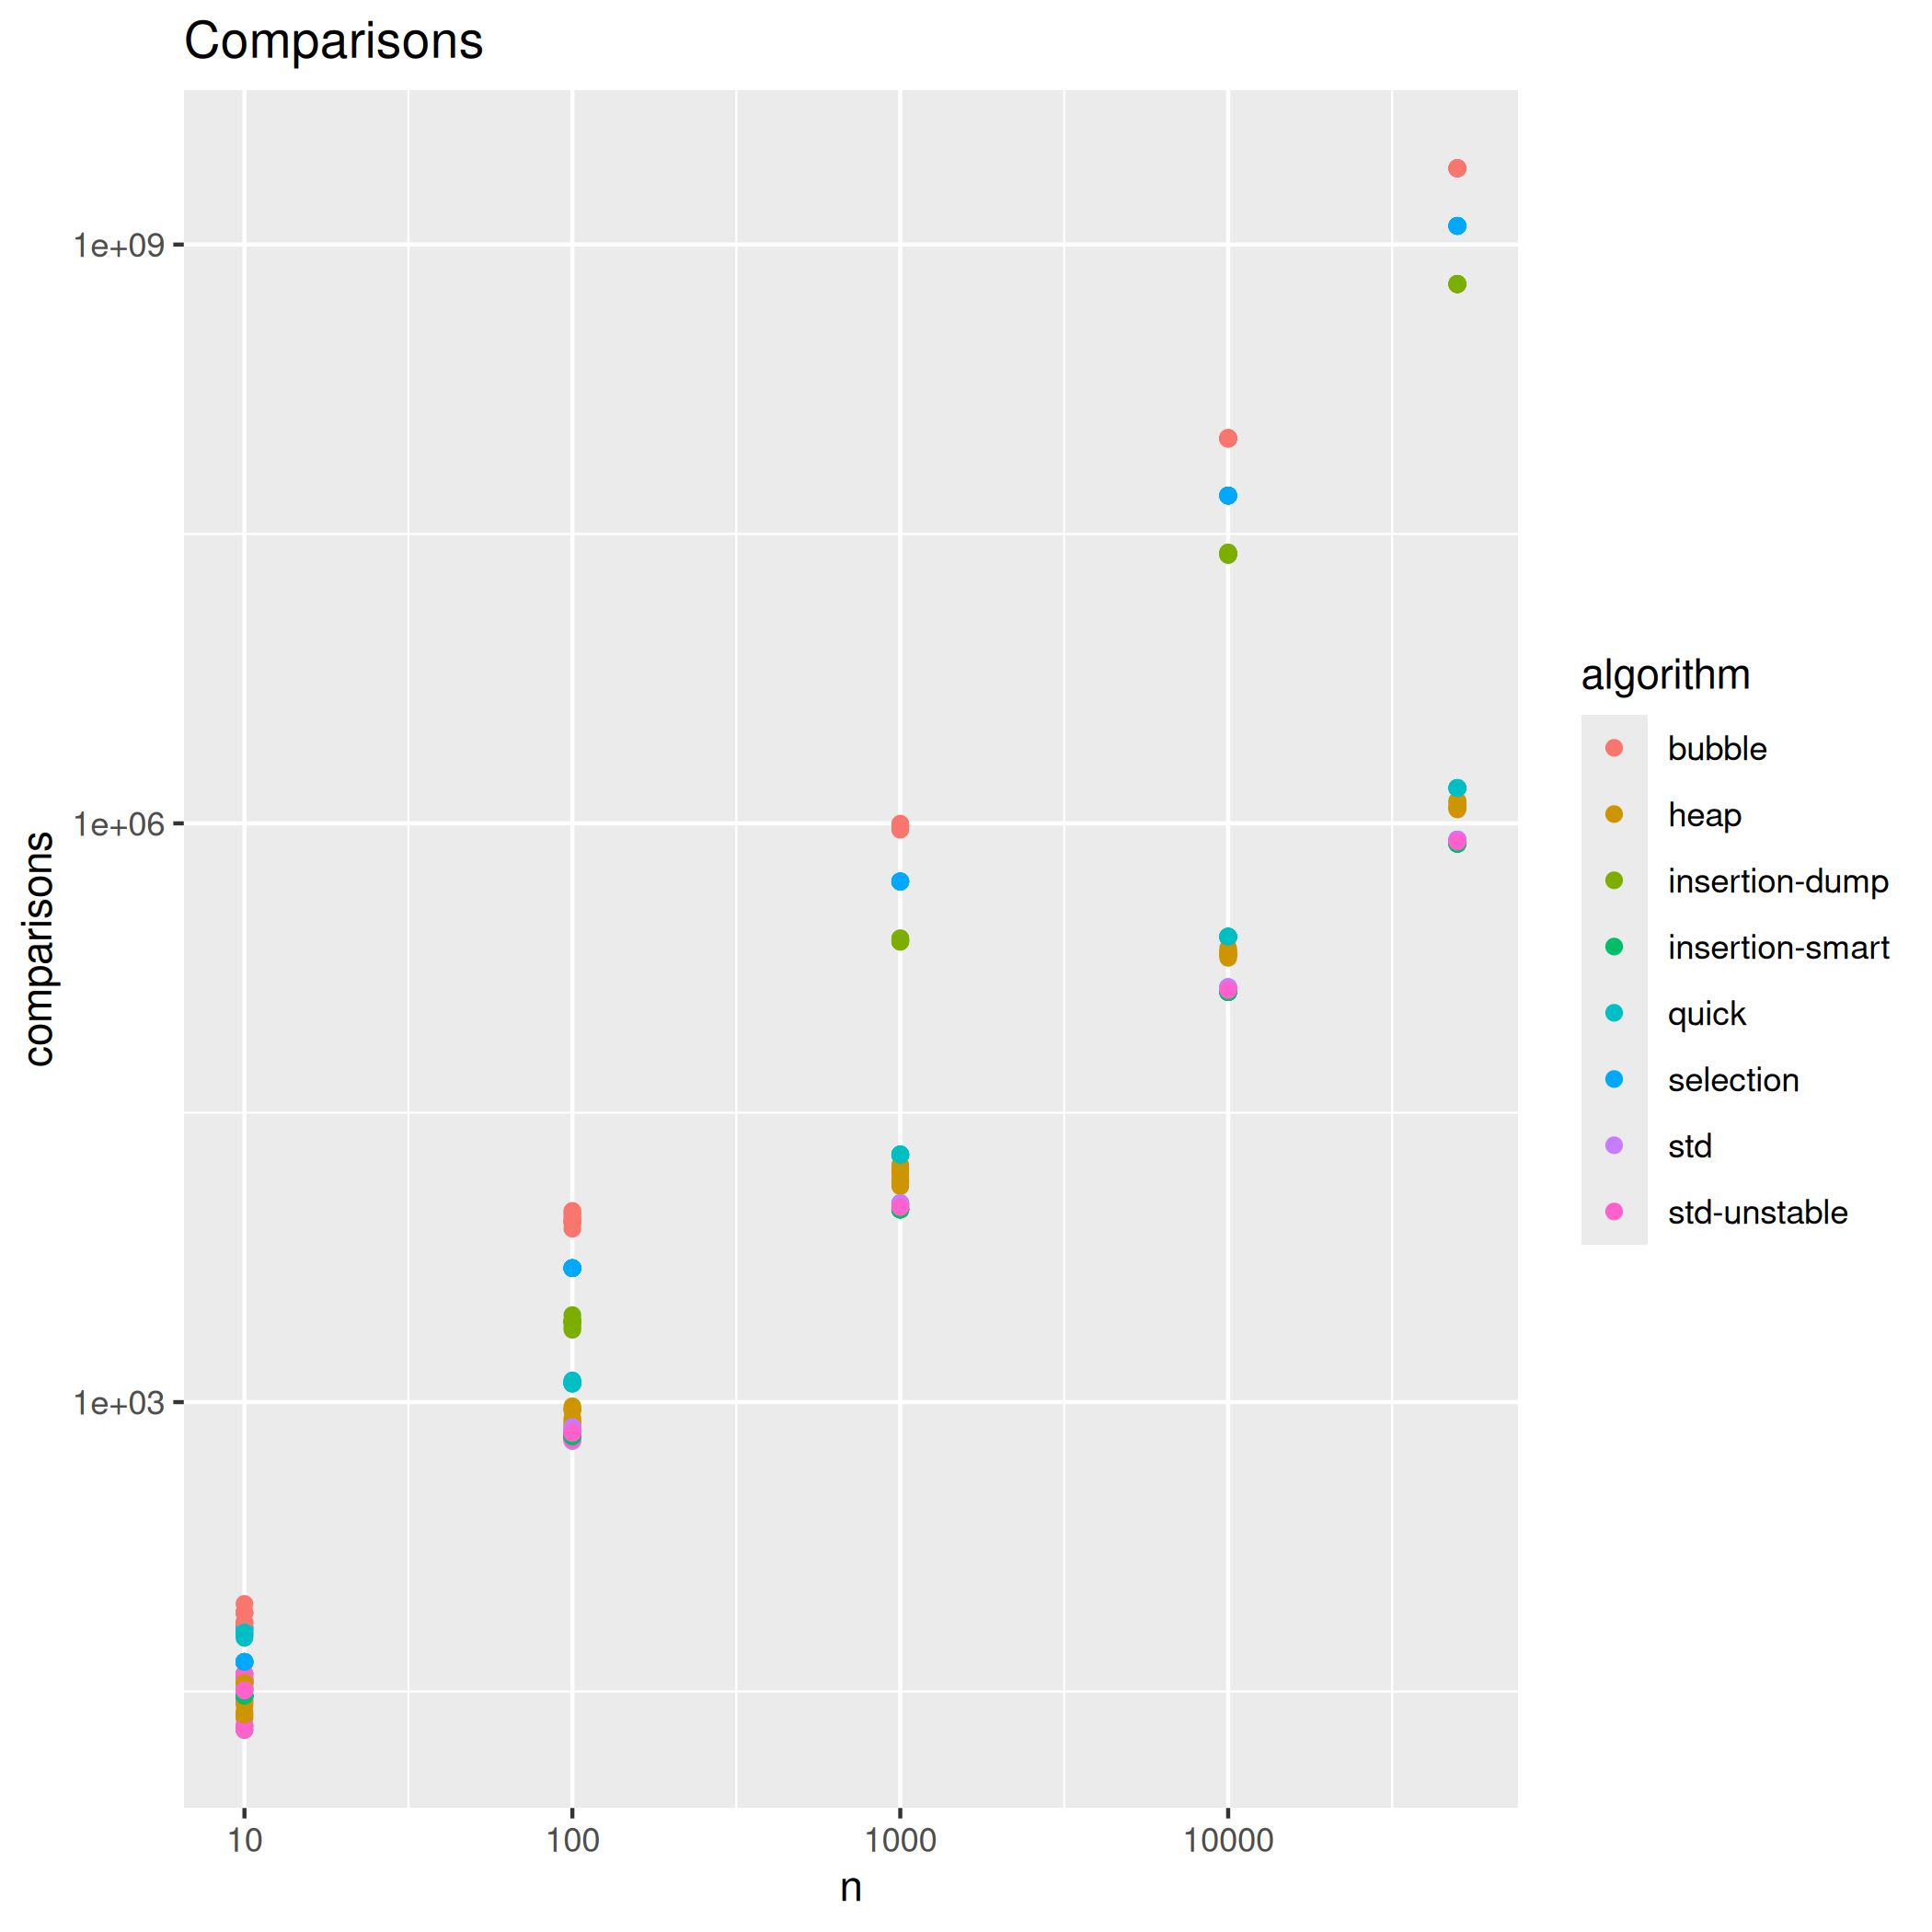 Comparisons
1e+09
1e+06
1e+03
comparisons
10
100
1000
10000
n
algorithm
bubble
heap
insertion-dump
insertion-smart
quick
selection
std
std-unstable